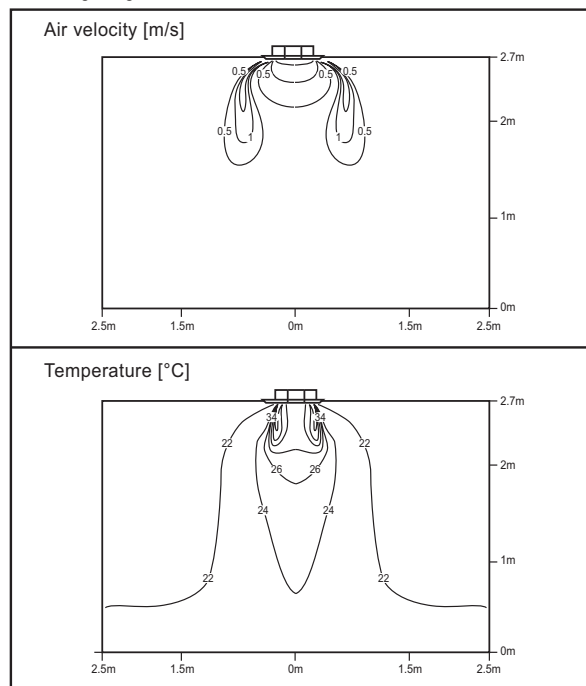 Air velocity [m/s]
2.7m
0.5 0.5 0.5 0.5
2m
0.5 1 1 0.5
1m
0m
2.5m 1.5m 0m 1.5m 2.5m
Temperature [°C]
2.7m
34 34
22 22
2m
26 26
24 24
1m
22 22
0m
2.5m 1.5m 0m 1.5m 2.5m